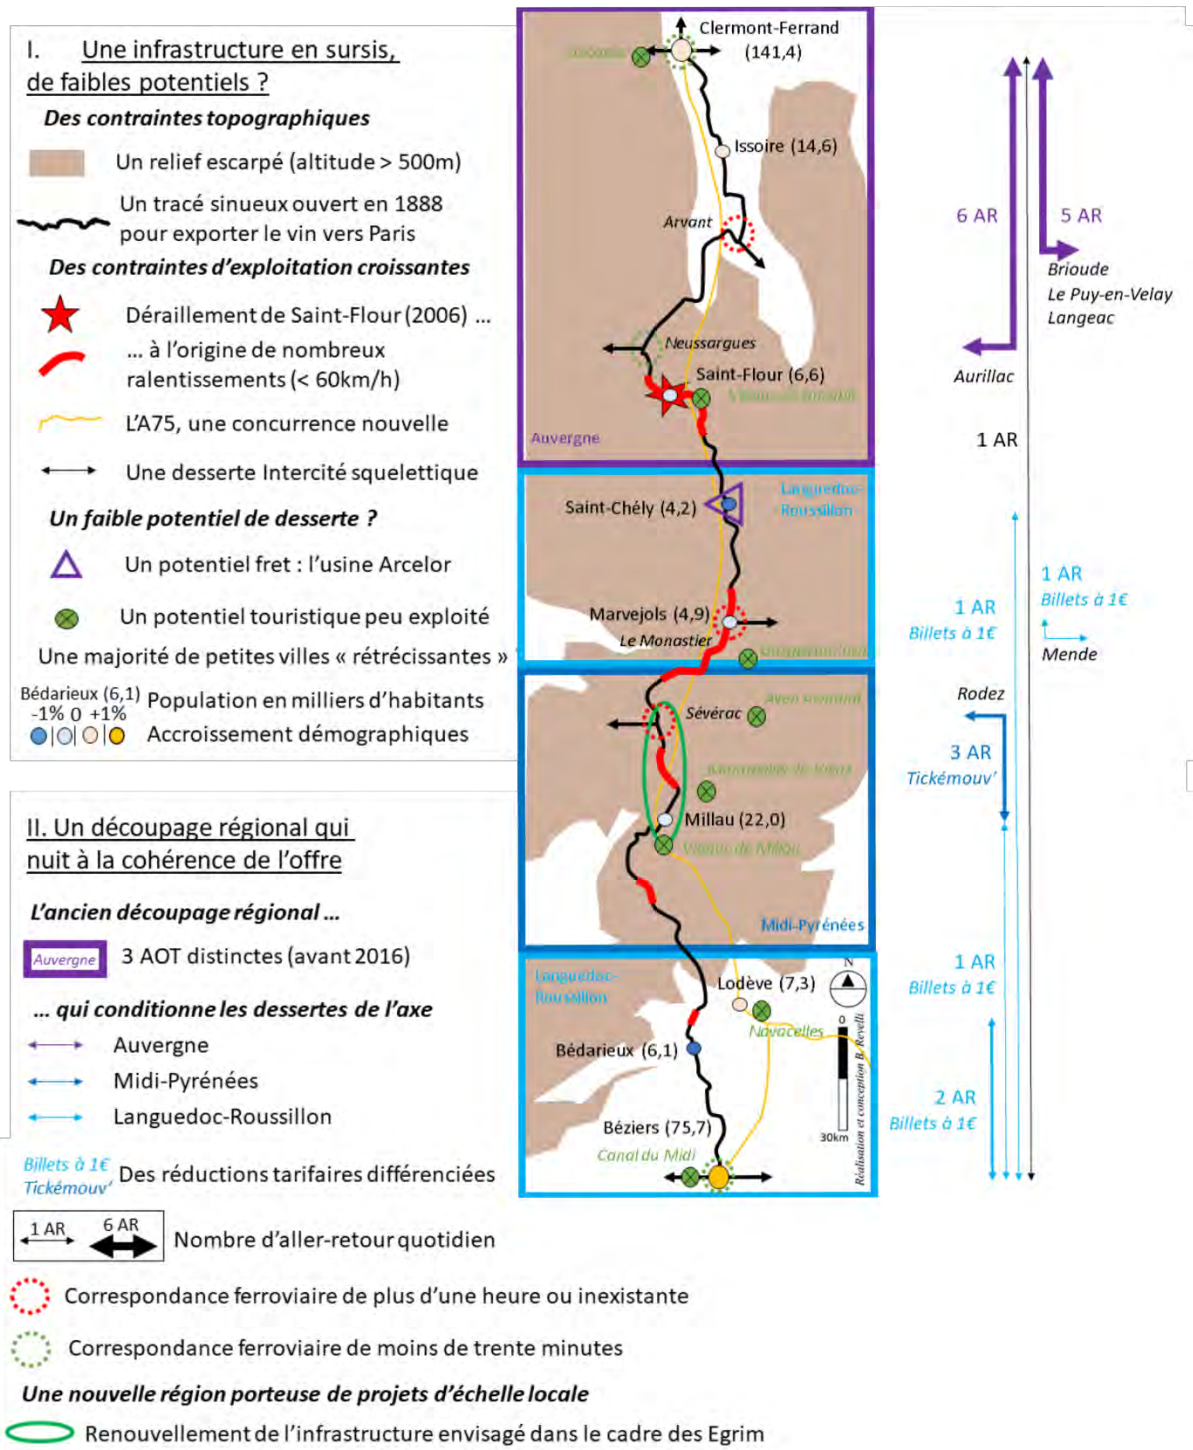 I. Une infrastructure en sursis,
de faibles potentiels ?
Des contraintes topographiques
Un relief escarpé (altitude > 500m)
Un tracé sinueux ouvert en 1888
pour exporter le vin vers Paris
Des contraintes d'exploitation croissantes
Déraillement de Saint-Flour (2006) …
… à l'origine de nombreux
ralentissements (< 60km/h)
L'A75, une concurrence nouvelle
Une desserte Intercité squelettique
Un faible potentiel de desserte ?
Un potentiel fret : l'usine Arcelor
Un potentiel touristique peu exploité
Une majorité de petites villes « rétrécissantes »
Bédarieux (6,1) Population en milliers d'habitants
-1% 0 +1%
Accroissement démographiques
II. Un découpage régional qui
nuit à la cohérence de l'offre
L'ancien découpage régional …
Auvergne 3 AOT distinctes (avant 2016)
… qui conditionne les dessertes de l'axe
Auvergne
Midi-Pyrénées
Languedoc-Roussillon
Billets à 1€
Tickémouv'
Des réductions tarifaires différenciées
1 AR 6 AR
Nombre d'aller-retour quotidien
Correspondance ferroviaire de plus d'une heure ou inexistante
Correspondance ferroviaire de moins de trente minutes
Une nouvelle région porteuse de projets d'échelle locale
Renouvellement de l'infrastructure envisagé dans le cadre des Egrim
Clermont-Ferrand
(141,4)
Issoire (14,6)
Arvant
Neussargues
Saint-Flour (6,6)
Auvergne
Languedoc-
Roussillon
Saint-Chély (4,2)
Marvejols (4,9)
Le Monastier
Sévérac
Millau (22,0)
Viaduc de Millau
Midi-Pyrénées
Languedoc-
Roussillon
Lodève (7,3)
Navacelles
Bédarieux (6,1)
Béziers (75,7)
Canal du Midi
N
0
30km
Réalisation et conception B. Revelli
6 AR
5 AR
Brioude
Le Puy-en-Velay
Langeac
Aurillac
1 AR
1 AR
Billets à 1€
1 AR
Billets à 1€
Mende
Rodez
3 AR
Tickémouv'
1 AR
Billets à 1€
2 AR
Billets à 1€